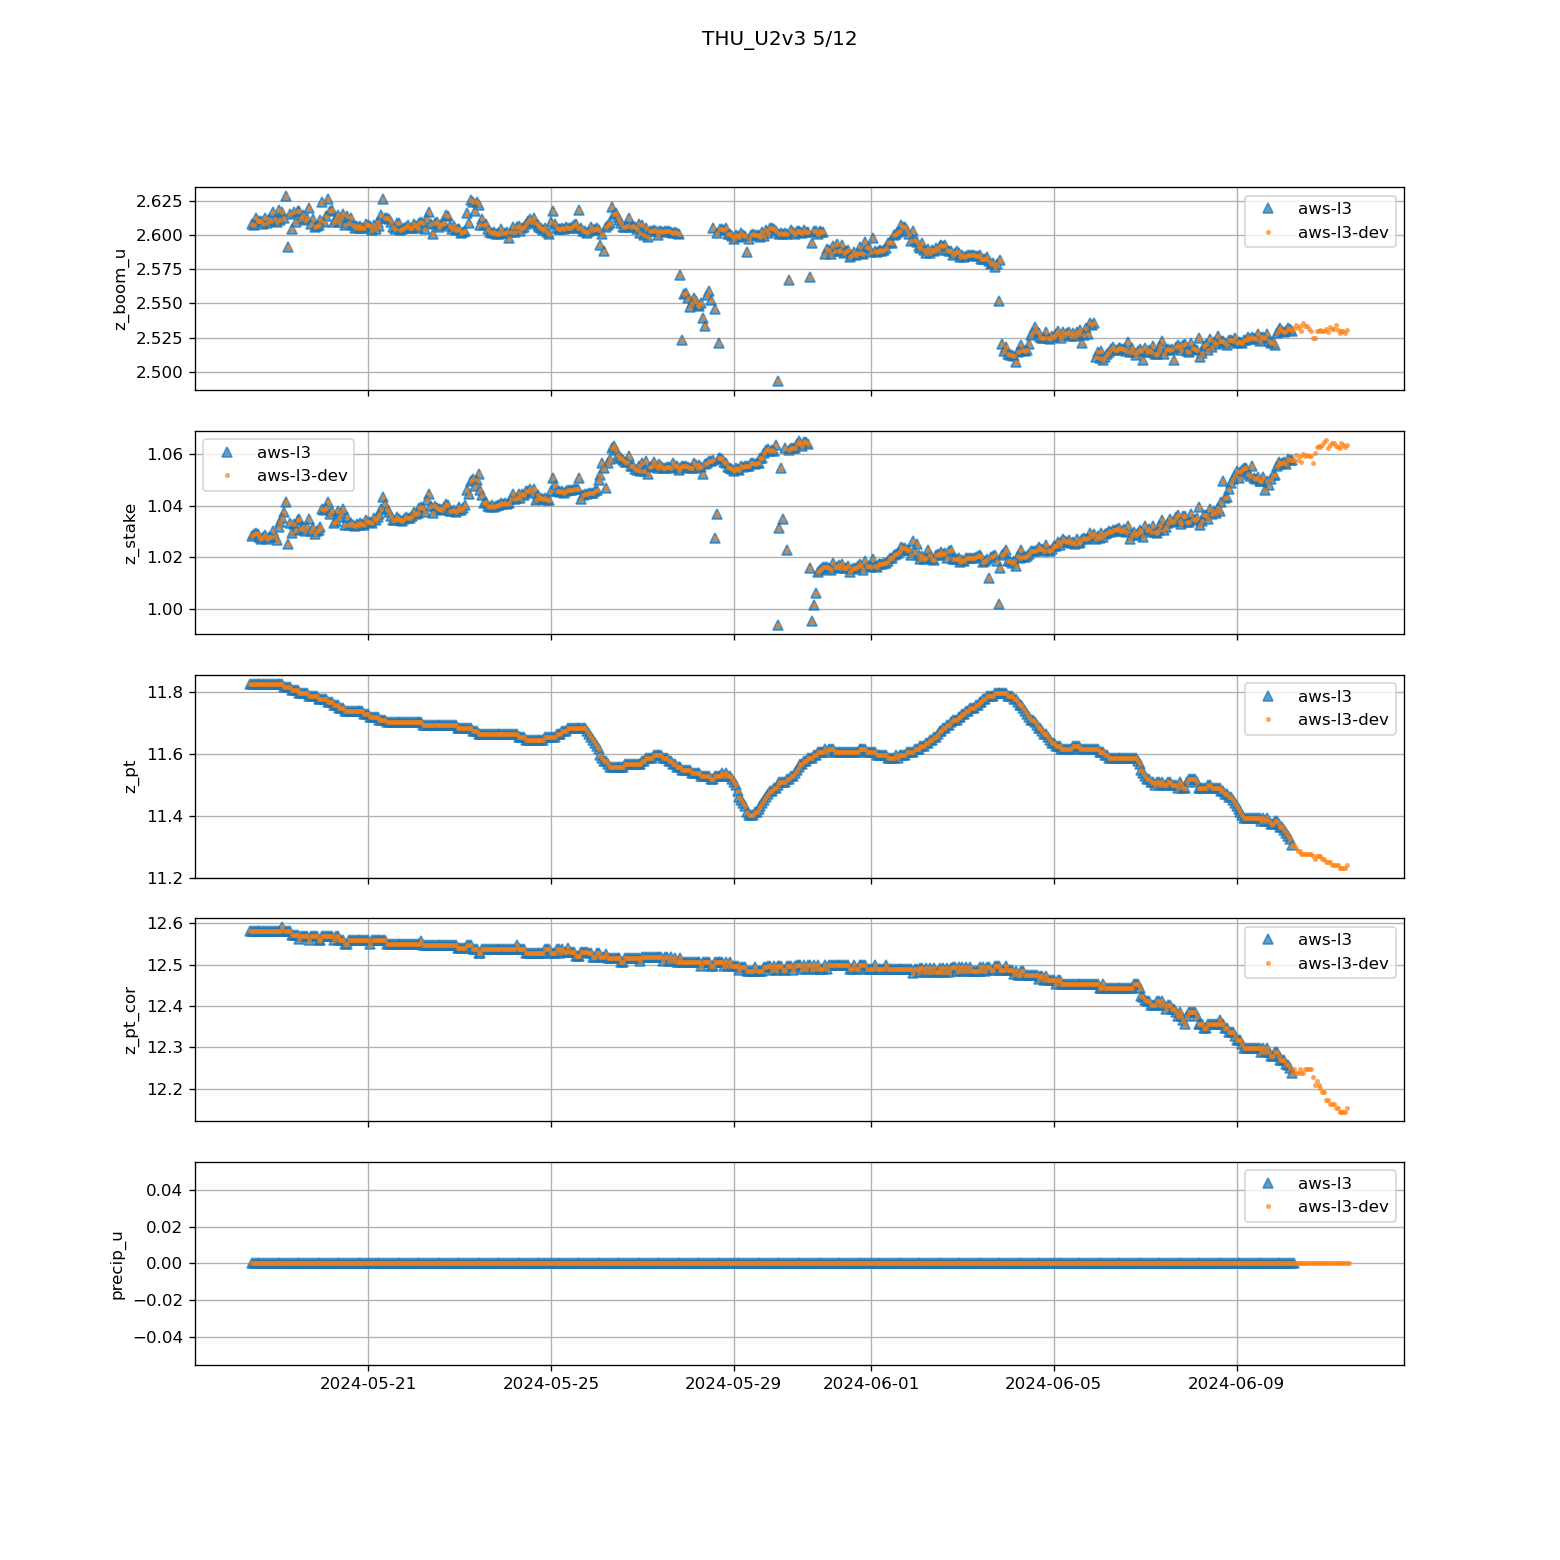 THU_U2v3 5/12
z_boom_u
2.625
2.600
2.575
2.550
2.525
2.500
aws-l3
aws-l3-dev
z_stake
1.06
1.04
1.02
1.00
aws-l3
aws-l3-dev
z_pt
11.8
11.6
11.4
11.2
aws-l3
aws-l3-dev
z_pt_cor
12.6
12.5
12.4
12.3
12.2
aws-l3
aws-l3-dev
precip_u
0.04
0.02
0.00
−0.02
−0.04
aws-l3
aws-l3-dev
2024-05-21 2024-05-25 2024-05-29 2024-06-01 2024-06-05 2024-06-09